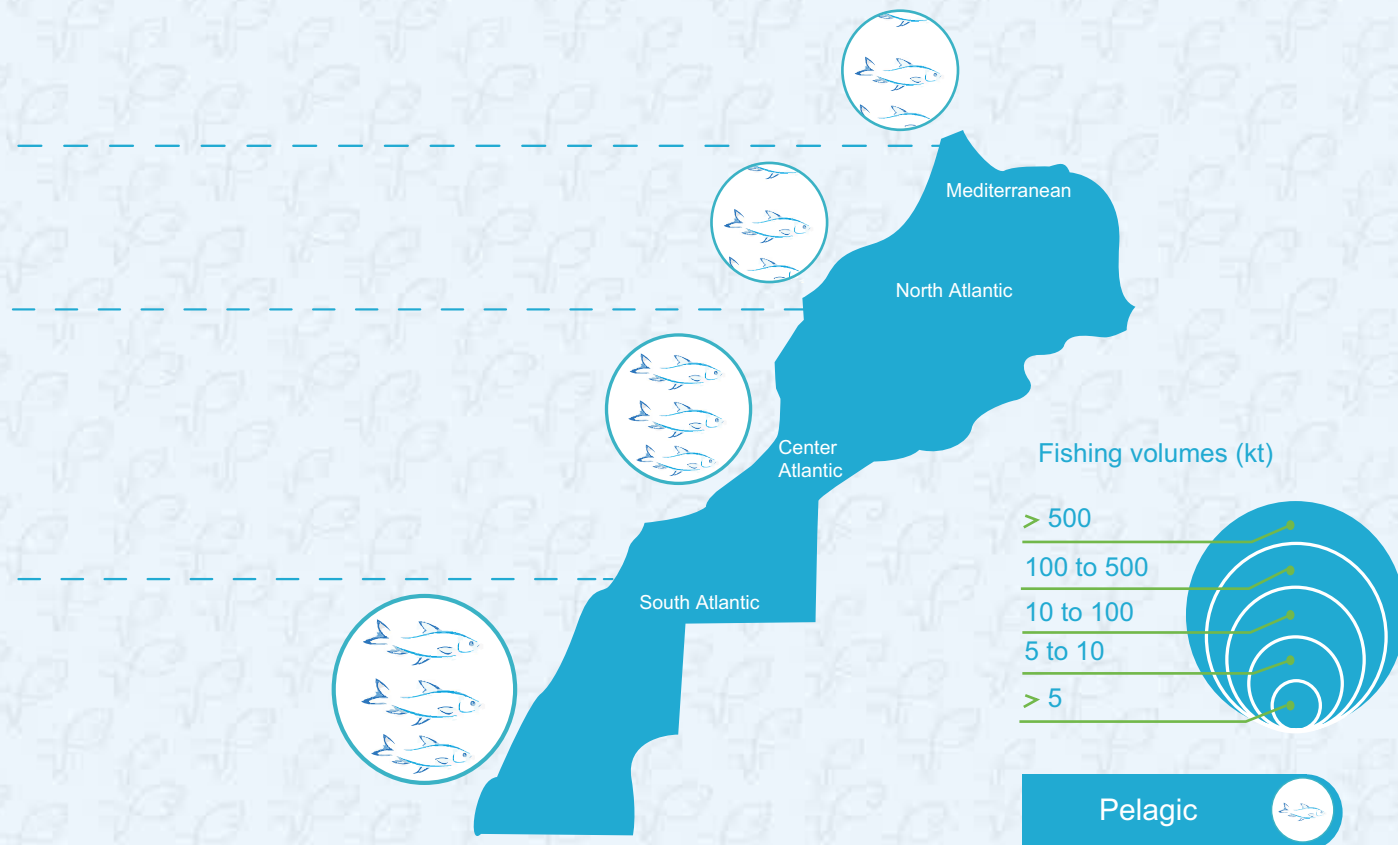 Mediterranean
North Atlantic
Center
Atlantic
South Atlantic
Fishing volumes (kt)
> 500
100 to 500
10 to 100
5 to 10
> 5
Pelagic